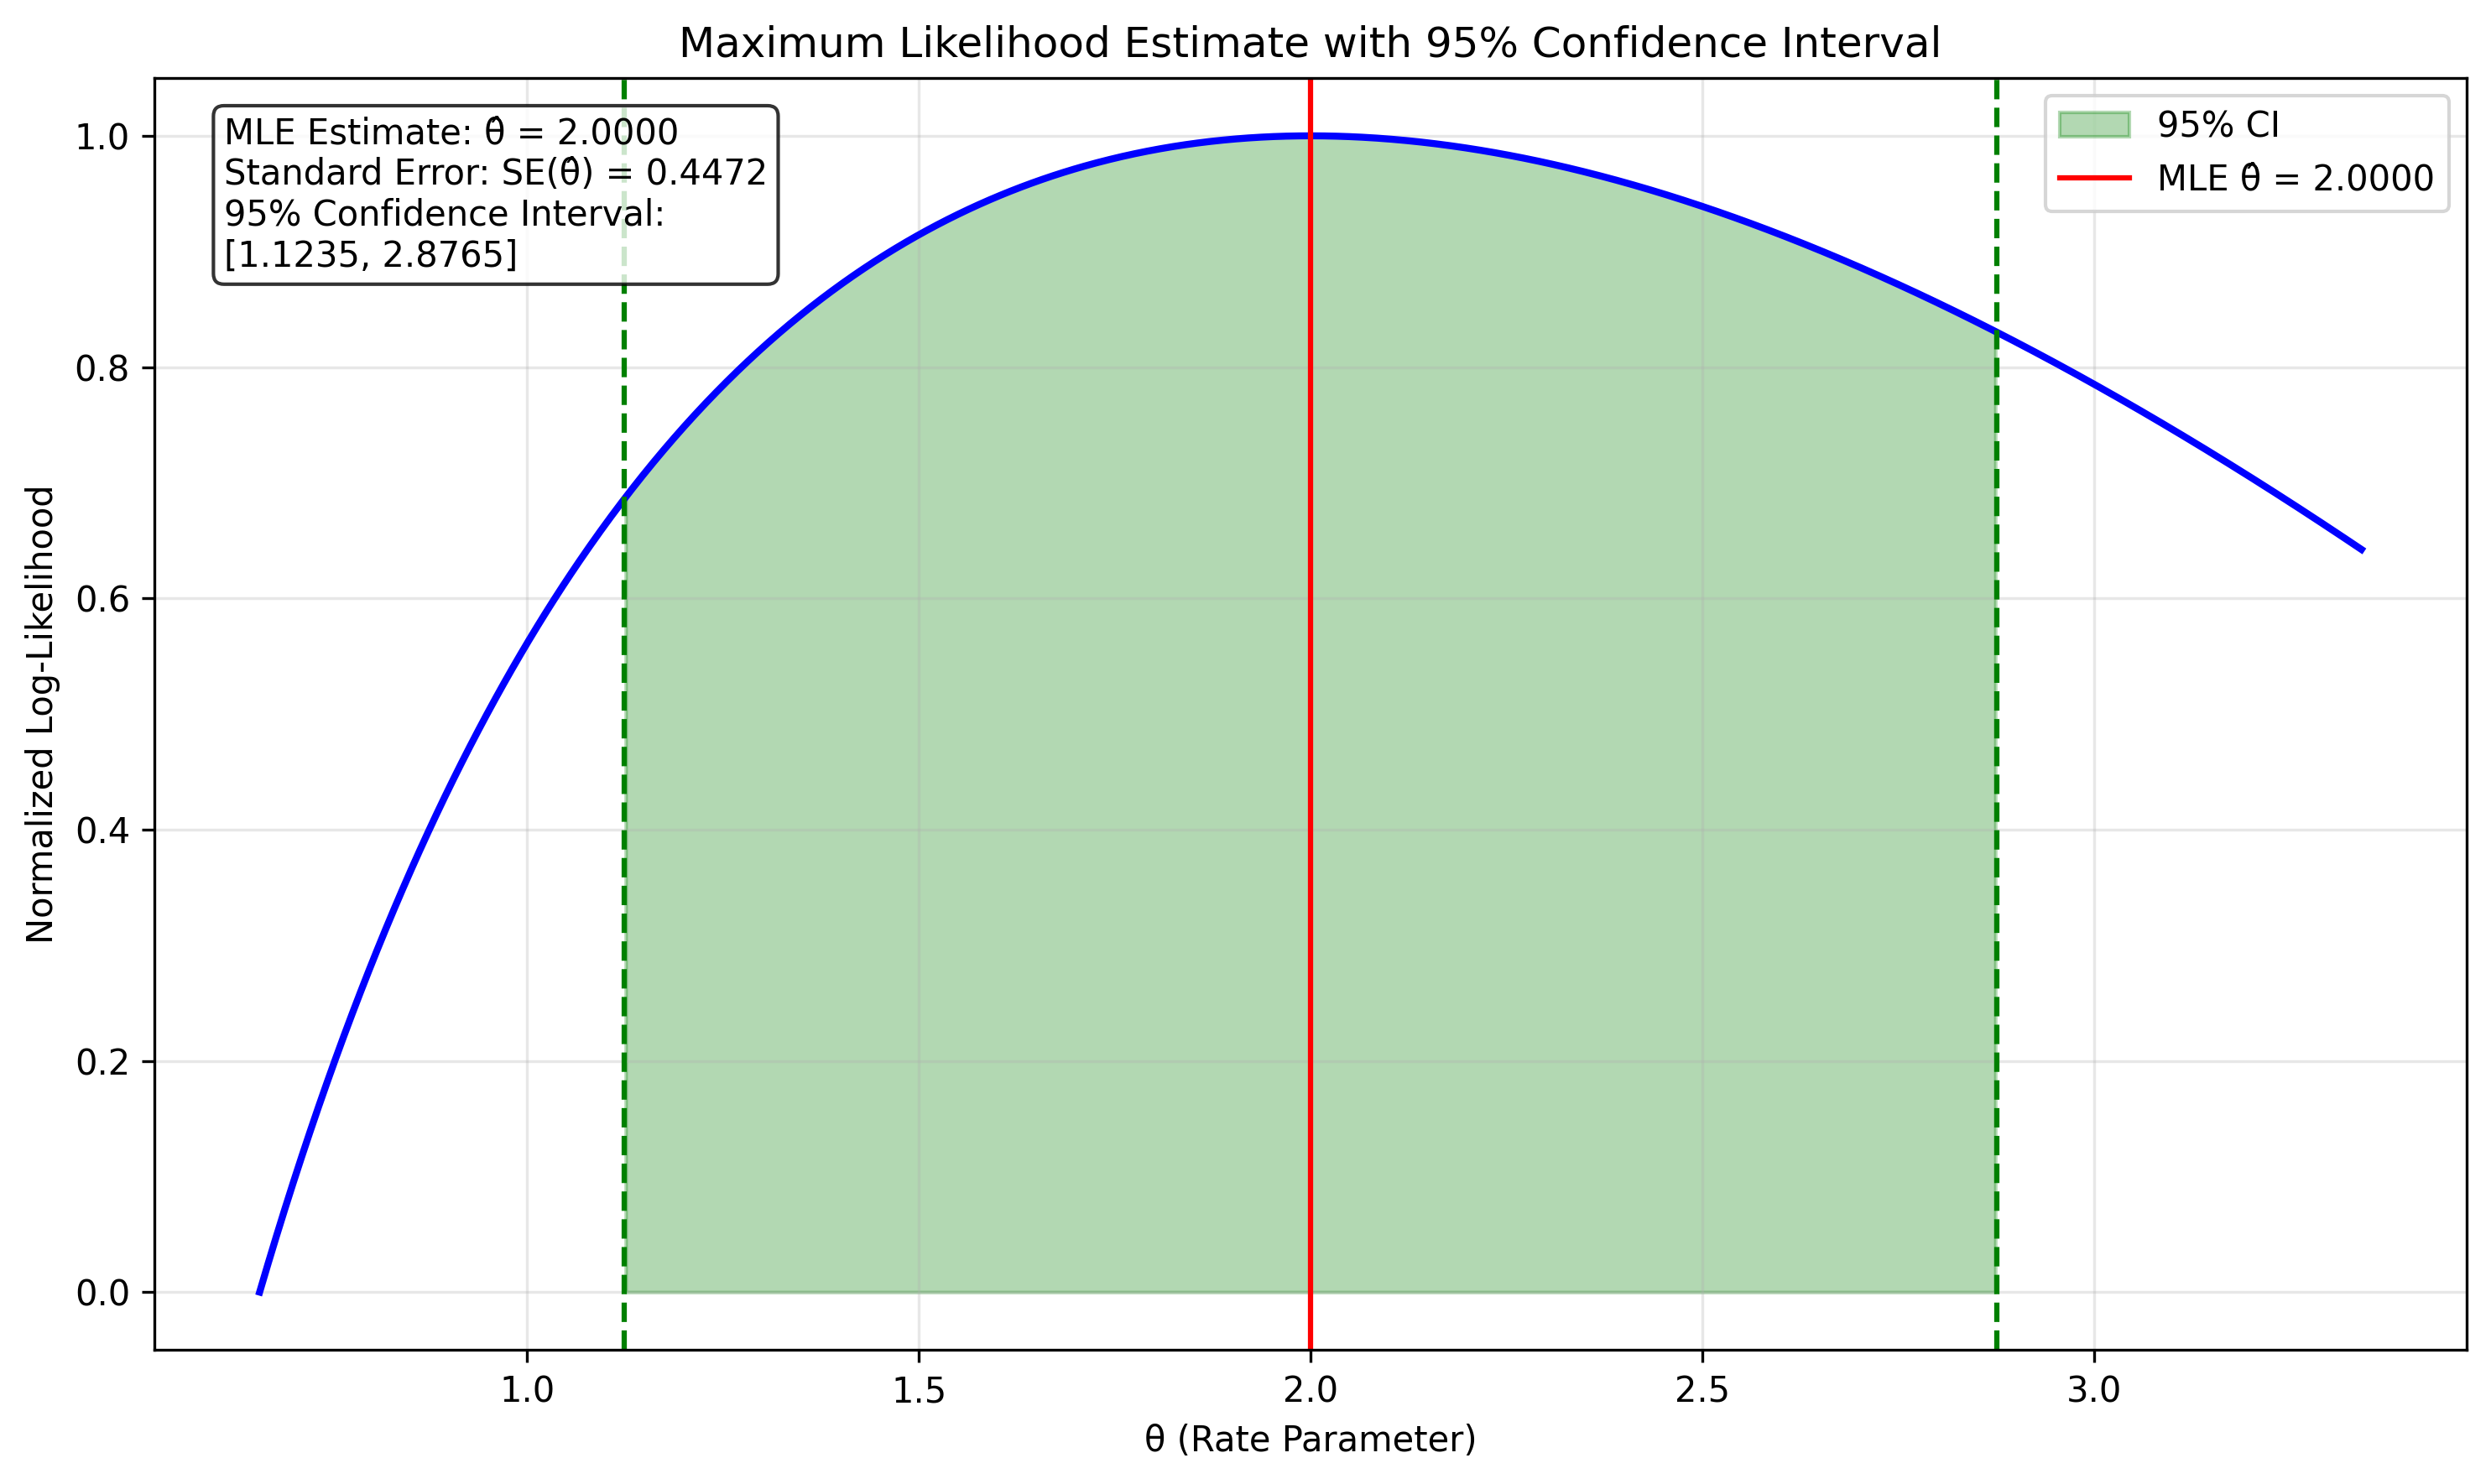 Maximum Likelihood Estimate with 95% Confidence Interval
MLE Estimate: θ̂ = 2.0000
Standard Error: SE(θ̂) = 0.4472
95% Confidence Interval:
[1.1235, 2.8765]
95% CI
MLE θ̂ = 2.0000
Normalized Log-Likelihood
1.0
0.8
0.6
0.4
0.2
0.0
1.0 1.5 2.0 2.5 3.0
θ (Rate Parameter)